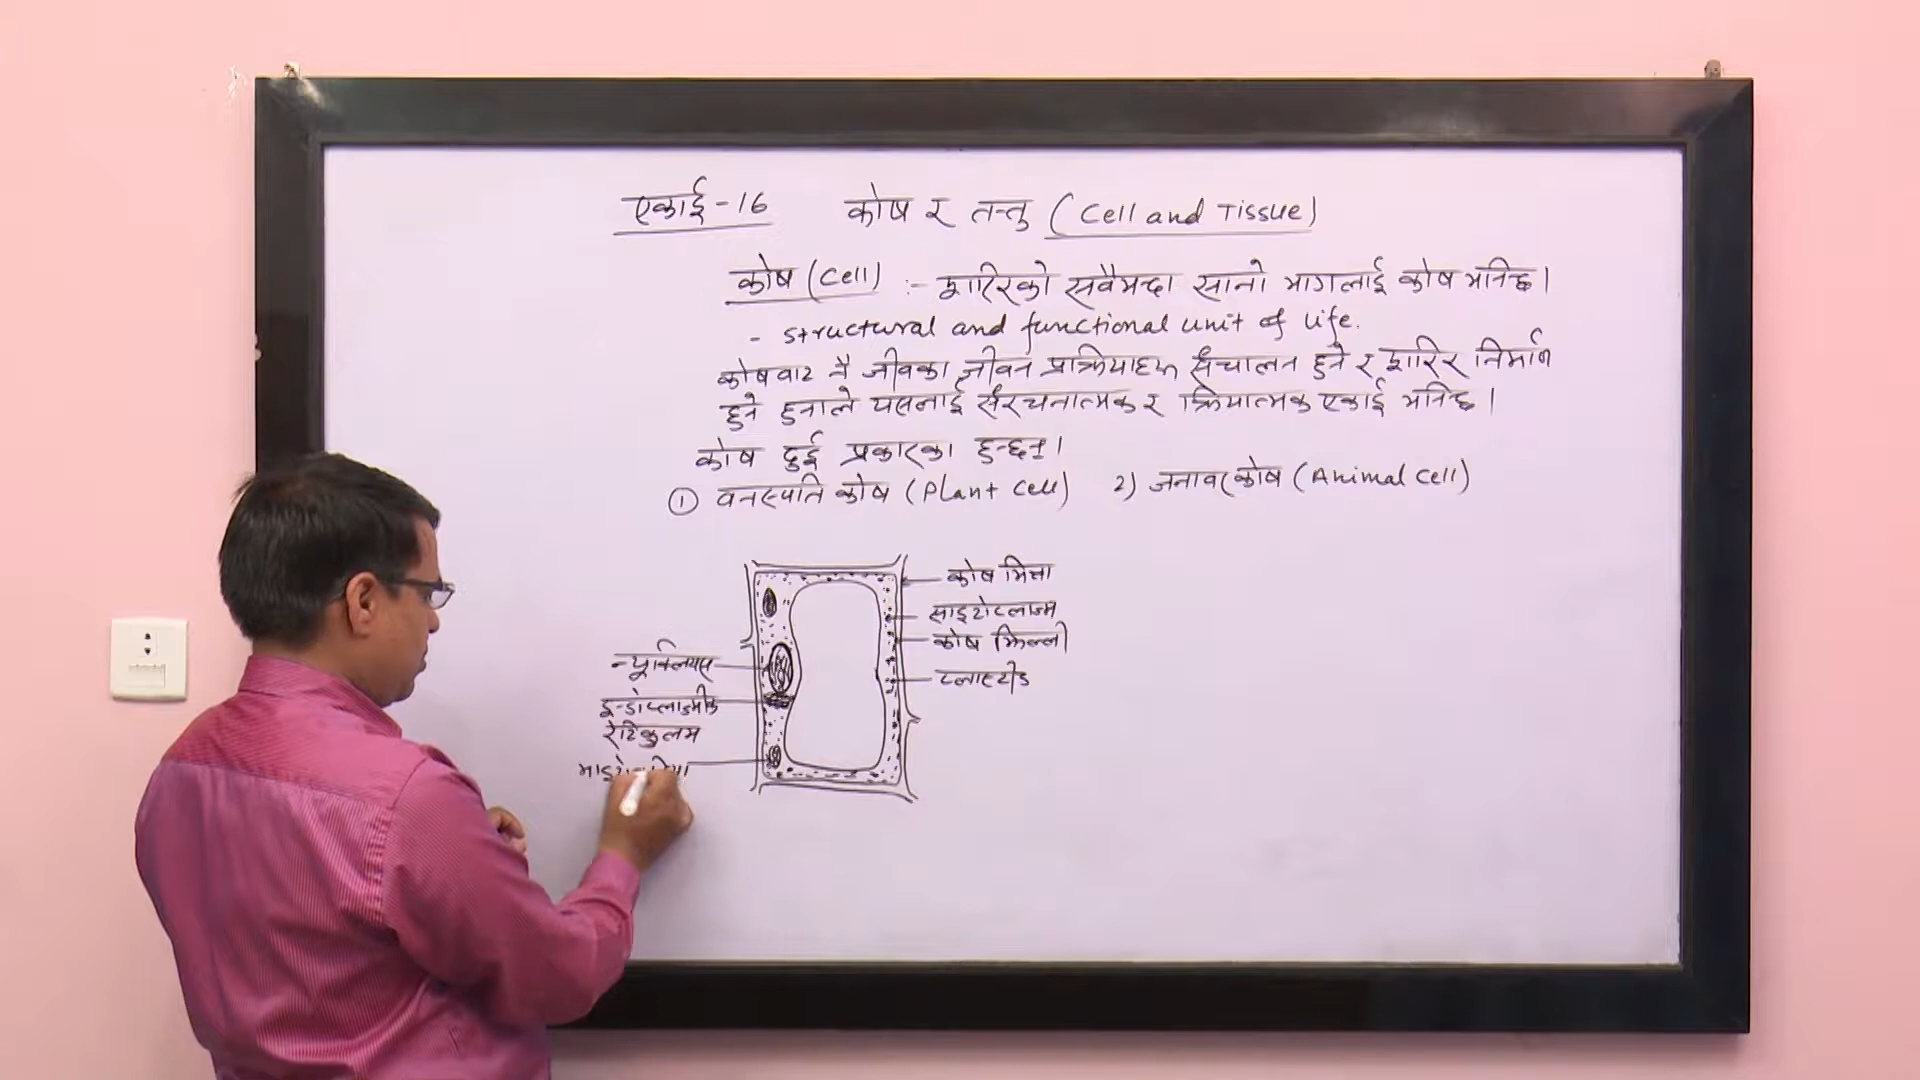 एकाई-16 कोष र तन्तु (Cell and Tissue)
कोष (Cell) :- शरिरको सवैभन्दा सानो भागलाई कोष भनिन्छ।
- structural and functional unit of life.
कोषवाट नै जीवका जीवन प्रक्रियाहरु संचालन हुने र शरिर निर्माण
हुने हुनाले यसलाई संरचनात्मक र क्रियात्मक एकाई भनिन्छ।
कोष दुई प्रकारका हुन्छन्।
① वनस्पति कोष (Plant Cell) 2) जनावर कोष (Animal Cell)
कोष भित्ता
साइटोप्लाज्म
कोष झिल्ली
प्लास्टीड
न्यूक्लियस
इन्डोप्लाज्मीक
रेटिकुलम